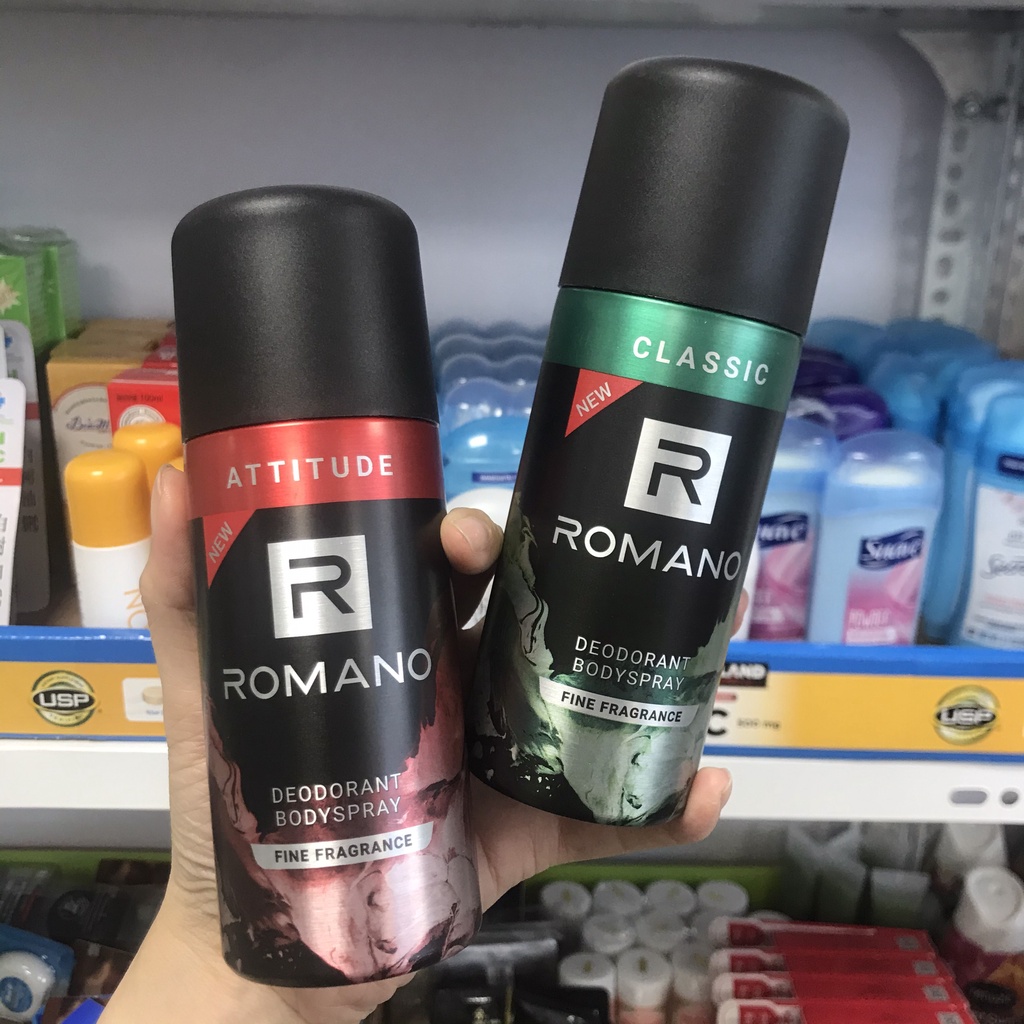 ATTITUDE
NEW
R
ROMANO
DEODORANT
BODYSPRAY
FINE FRAGRANCE
CLASSIC
NEW
R
ROMANO
DEODORANT
BODYSPRAY
FINE FRAGRANCE
Suave
Suave
USP
USP